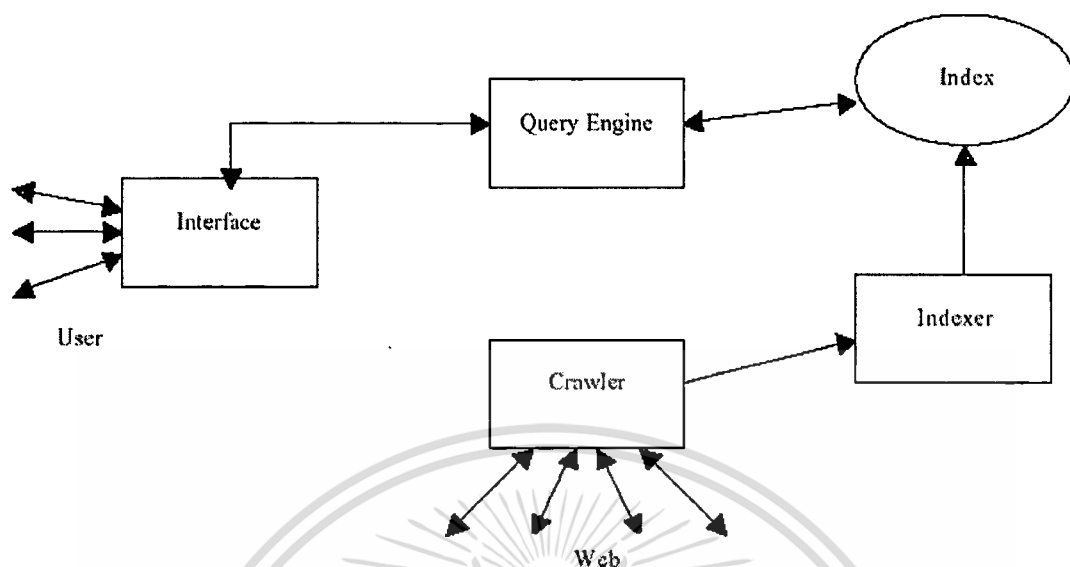 Index
Query Engine
Interface
User
Indexer
Crawler
Web